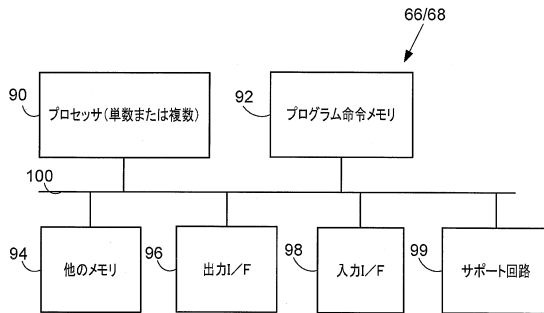 66/68
90
プロセッサ(単数または複数)
92
プログラム命令メモリ
100
94
他のメモリ
96
出力I/F
98
入力I/F
99
サポート回路